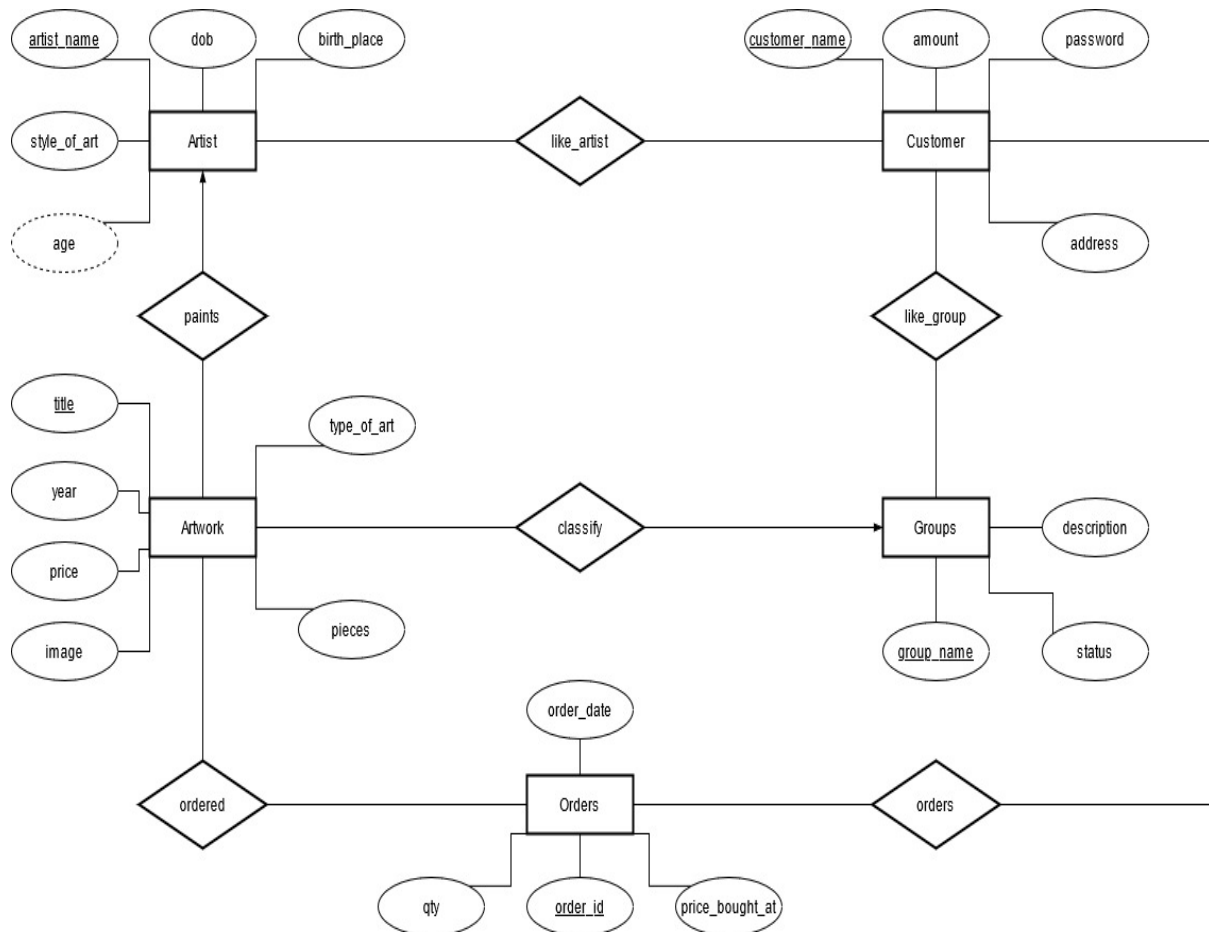 artist_name
dob
birth_place
customer_name
amount
password
style_of_art
Artist
like_artist
Customer
age
address
paints
like_group
title
type_of_art
year
Artwork
classify
Groups
description
price
pieces
image
group_name
status
order_date
ordered
Orders
orders
qty
order_id
price_bought_at